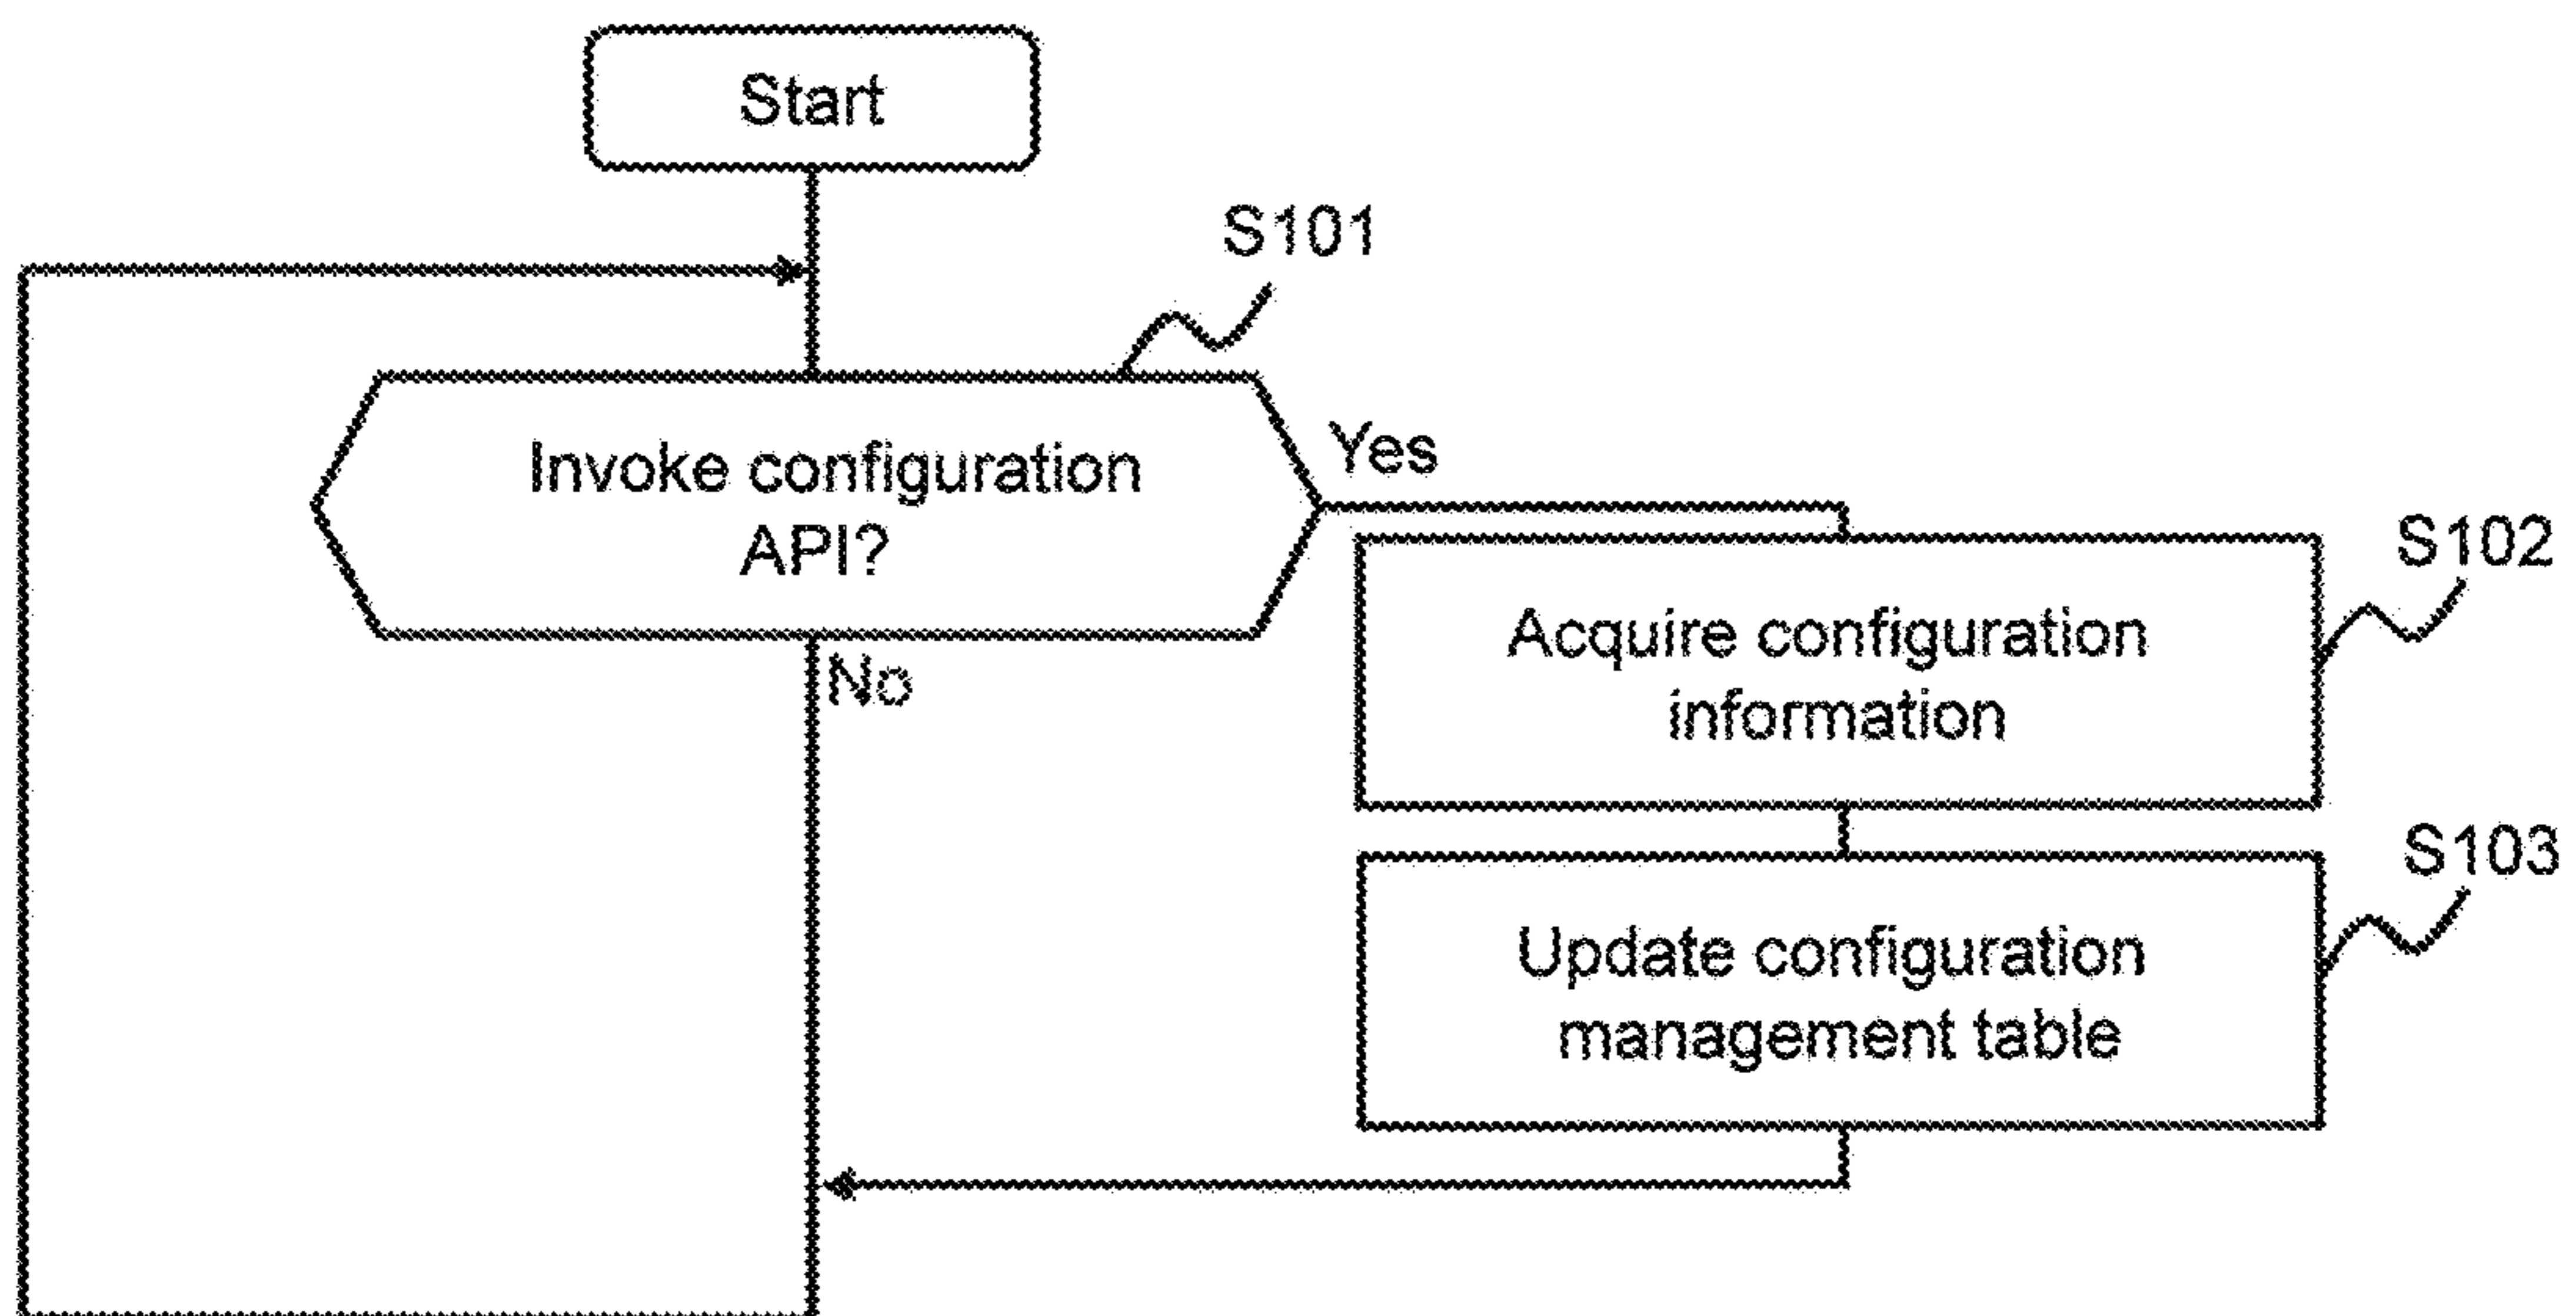 Start
S101
Invoke configuration
API?
Yes
No
S102
Acquire configuration
information
S103
Update configuration
management table